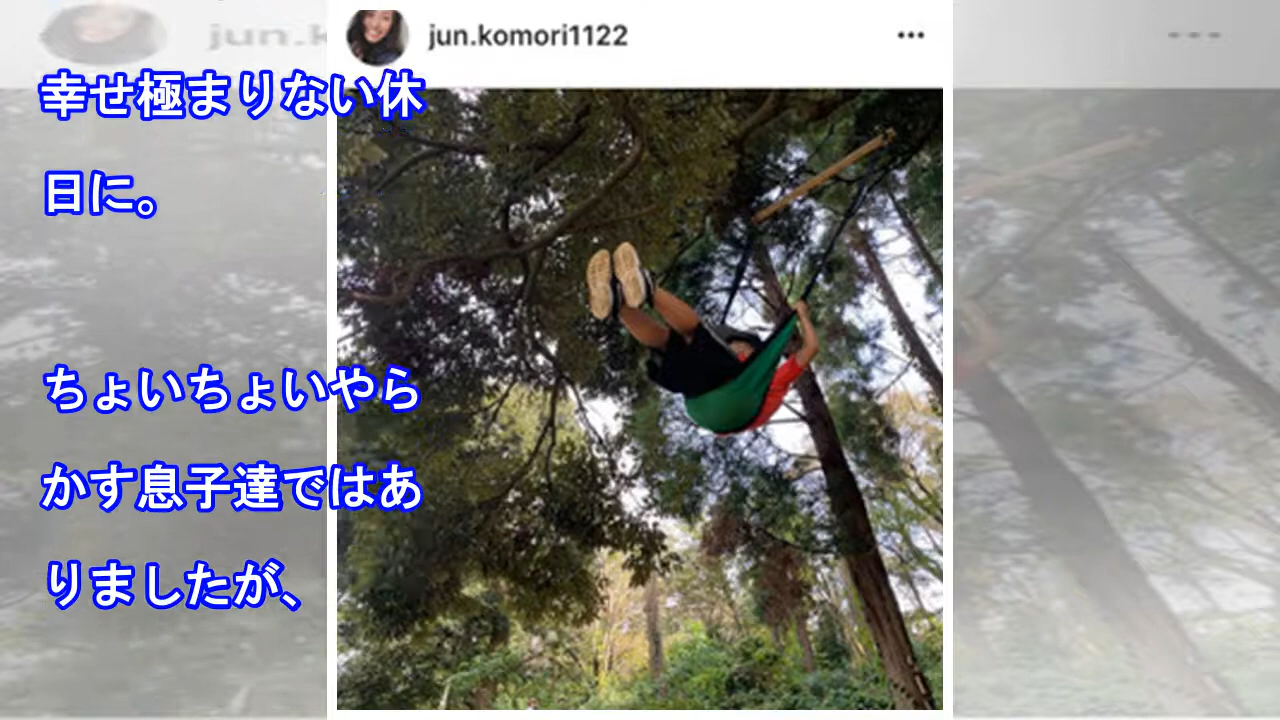 jun.komori1122
幸せ極まりない休
日に。
ちょいちょいやら
かす息子達ではあ
りましたが、